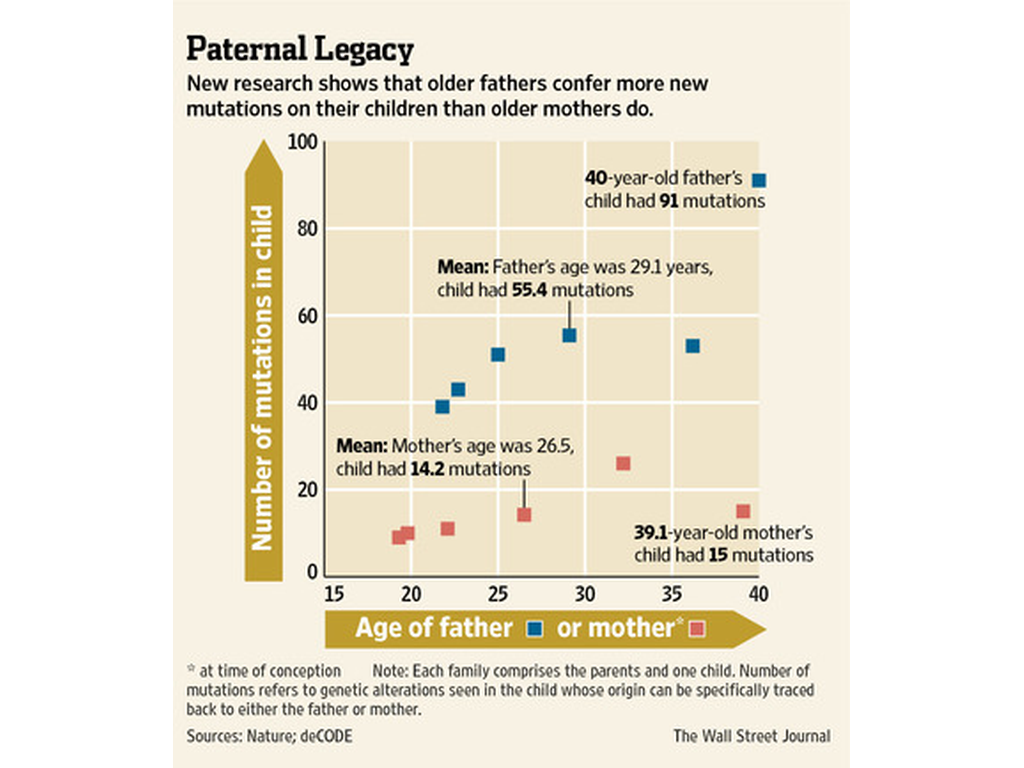 Paternal Legacy
New research shows that older fathers confer more new
mutations on their children than older mothers do.
Number of mutations in child
100
80
60
40
20
0
40-year-old father's
child had 91 mutations
Mean: Father's age was 29.1 years,
child had 55.4 mutations
Mean: Mother's age was 26.5,
child had 14.2 mutations
39.1-year-old mother's
child had 15 mutations
15 20 25 30 35 40
Age of father or mother*
* at time of conception Note: Each family comprises the parents and one child. Number of
mutations refers to genetic alterations seen in the child whose origin can be specifically traced
back to either the father or mother.
Sources: Nature; deCODE The Wall Street Journal